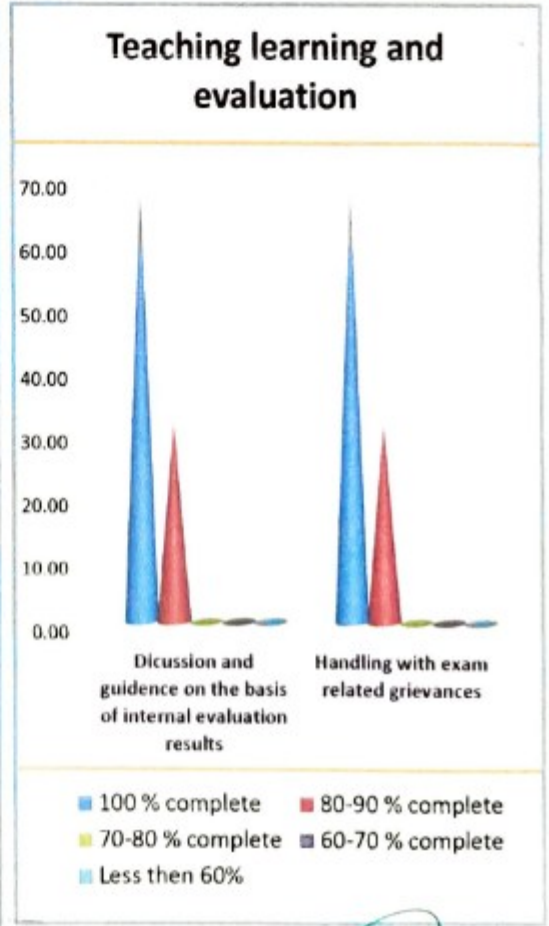 Teaching learning and
evaluation
70.00
60.00
50.00
40.00
30.00
20.00
10 00
0.00
Dicussion and
guidence on the basis
of internal evaluation
results
Handling with exam
related grievances
100 % complete
80-90 % complete
70-80 % complete
60-70 % complete
Less then 60%